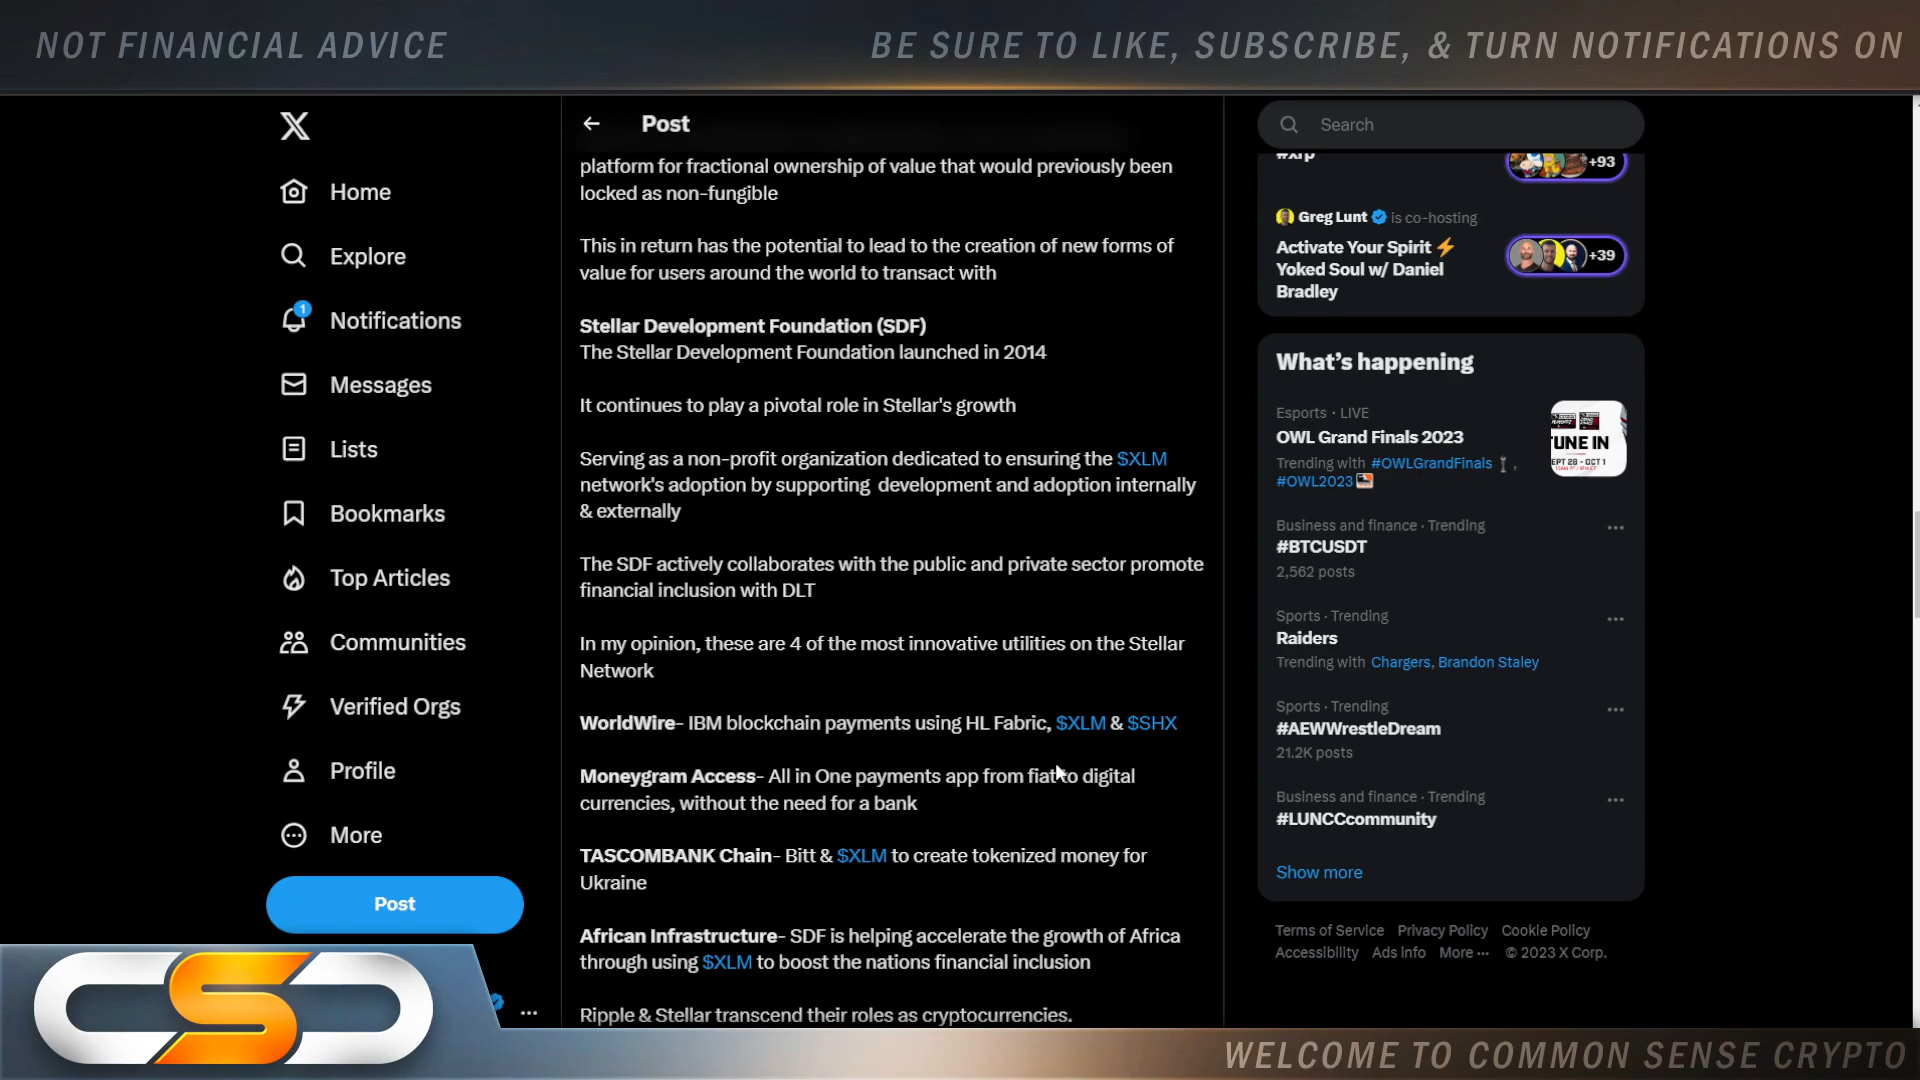 NOT FINANCIAL ADVICE
BE SURE TO LIKE, SUBSCRIBE, & TURN NOTIFICATIONS ON
Home
Explore
1
Notifications
Messages
Lists
Bookmarks
Top Articles
Communities
Verified Orgs
Profile
More
Post
Post
platform for fractional ownership of value that would previously been
locked as non-fungible
This in return has the potential to lead to the creation of new forms of
value for users around the world to transact with
Stellar Development Foundation (SDF)
The Stellar Development Foundation launched in 2014
It continues to play a pivotal role in Stellar's growth
Serving as a non-profit organization dedicated to ensuring the $XLM
network's adoption by supporting development and adoption internally
& externally
The SDF actively collaborates with the public and private sector promote
financial inclusion with DLT
In my opinion, these are 4 of the most innovative utilities on the Stellar
Network
WorldWire- IBM blockchain payments using HL Fabric, $XLM & $SHX
Moneygram Access- All in One payments app from fiat to digital
currencies, without the need for a bank
TASCOMBANK Chain- Bitt & $XLM to create tokenized money for
Ukraine
African Infrastructure- SDF is helping accelerate the growth of Africa
through using $XLM to boost the nations financial inclusion
Ripple & Stellar transcend their roles as cryptocurrencies.
Search
#xrp
+93
Greg Lunt is co-hosting
Activate Your Spirit⚡
Yoked Soul w/ Daniel
Bradley
+39
What's happening
Esports · LIVE
OWL Grand Finals 2023
Trending with #OWLGrandFinals ,
#OWL2023
TUNE IN
SEPT 28 - OCT 1
Business and finance · Trending
#BTCUSDT
2,562 posts
Sports · Trending
Raiders
Trending with Chargers, Brandon Staley
Sports · Trending
#AEWWrestleDream
21.2K posts
Business and finance · Trending
#LUNCCcommunity
Show more
Terms of Service Privacy Policy Cookie Policy
Accessibility Ads info More ··· © 2023 X Corp.
CSC
WELCOME TO COMMON SENSE CRYPTO